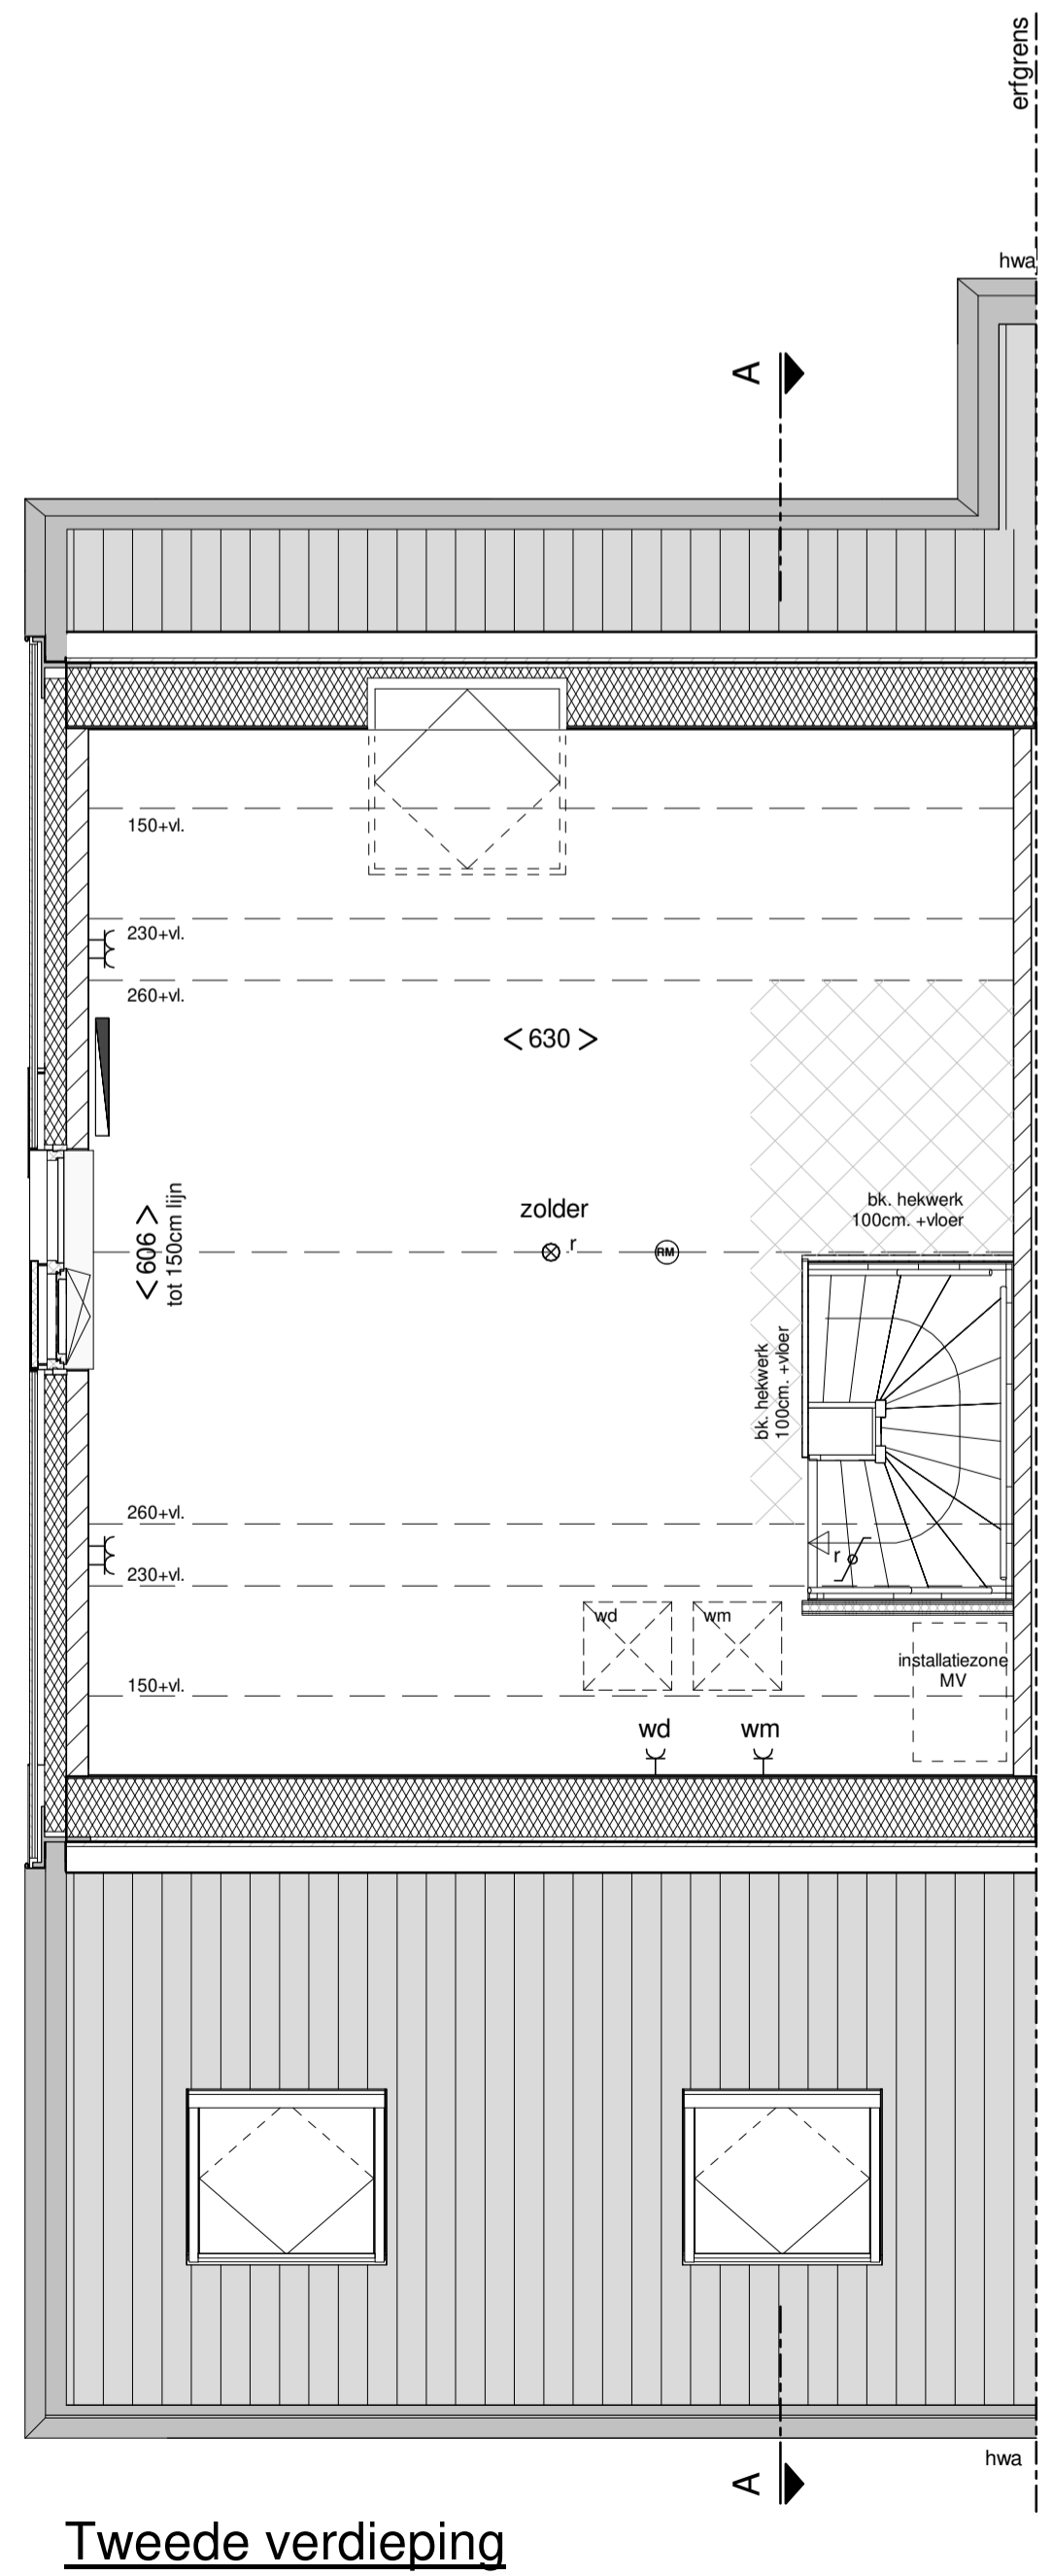 erfgrens
hwa
A
150+vl.
230+vl.
260+vl.
<630>
bk. hekwerk
100cm. +vloer
zolder
r
RM
<606>
tot 150cm lijn
bk. hekwerk
100cm. +vloer
260+vl.
r
230+vl.
wd
wm
installatiezone
MV
150+vl.
wd
wm
hwa
A
Tweede verdieping